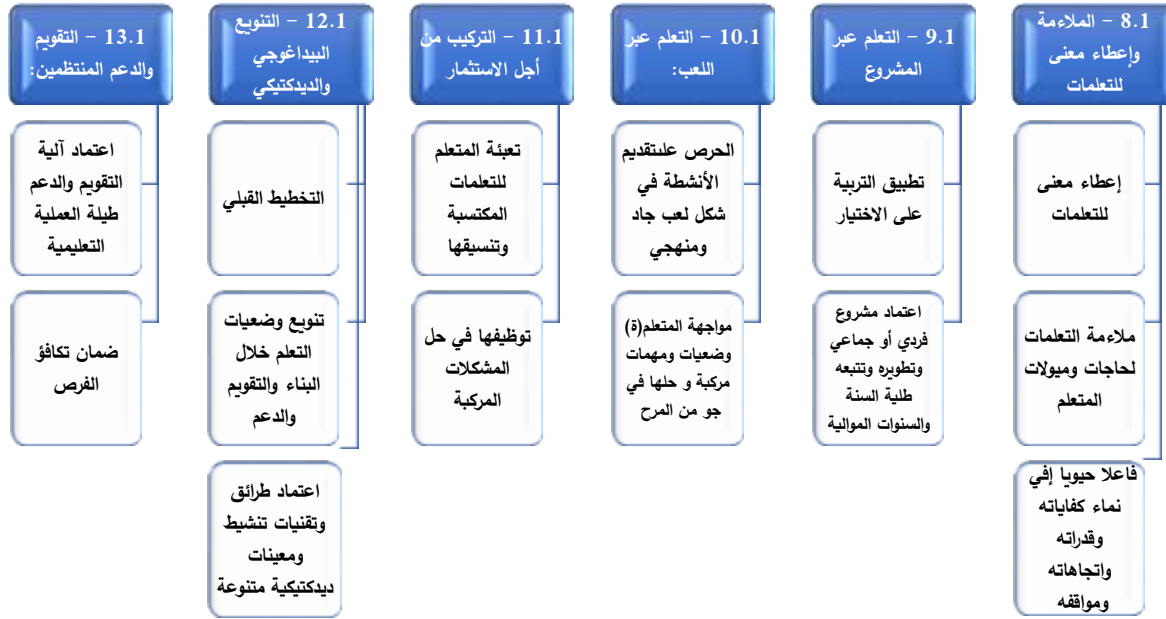 8.1 - الملاءمة
وإعطاء معنى
للتعلمات
إعطاء معنى
للتعلمات
ملاءمة التعلمات
لحاجات وميولات
المتعلم
فاعلا حيويا إفي
نماء كفاياته
وقدراته
واتجاهاته
ومواقفه
9.1 - التعلم عبر
المشروع
تطبيق التربية
على الاختيار
اعتماد مشروع
فردي أو جماعي
وتطويره وتتبعه
طلية السنة
والسنوات الموالية
10.1 - التعلم عبر
اللعب:
الحرص علىتقديم
الأنشطة في
شكل لعب جاد
ومنهجي
مواجهة المتعلم(ة)
وضعيات ومهمات
مركبة و حلها في
جو من المرح
11.1 - التركيب من
أجل الاستثمار
تعبئة المتعلم
للتعلمات
المكتسبة
وتنسيقها
توظيفها في حل
المشكلات
المركبة
12.1 - التنويع
البيداغوجي
والديدكتيكي
التخطيط القبلي
تنويع وضعيات
التعلم خلال
البناء والتقويم
والدعم
اعتماد طرائق
وتقنيات تنشيط
ومعينات
ديدكتيكية متنوعة
13.1 - التقويم
والدعم المنتظمين:
اعتماد آلية
التقويم والدعم
طيلة العملية
التعليمية
ضمان تكافؤ
الفرص